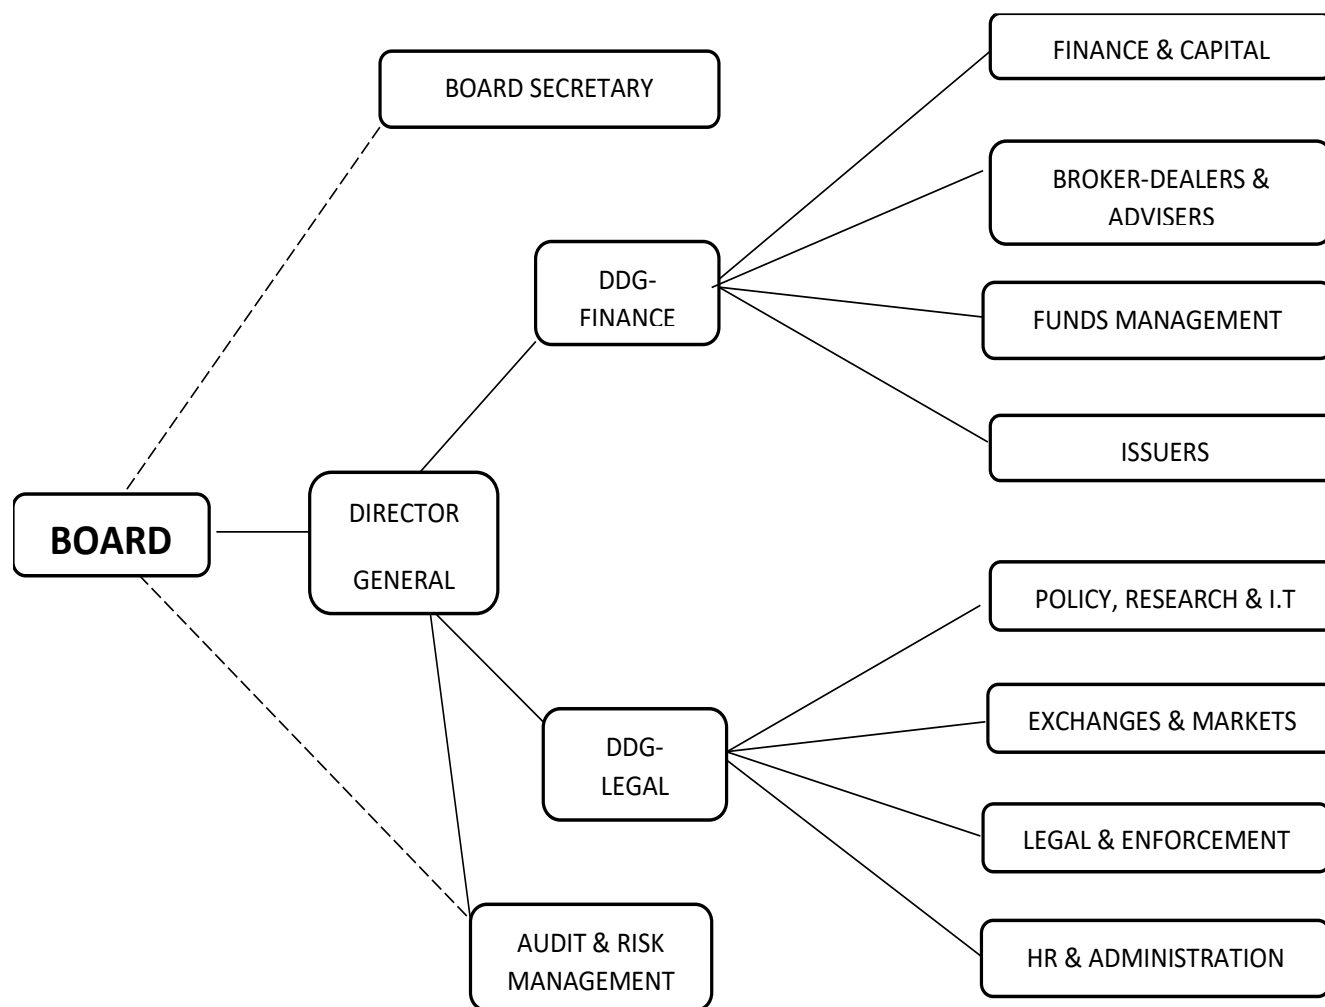 FINANCE & CAPITAL
BOARD SECRETARY
BROKER-DEALERS &
ADVISERS
DDG-
FINANCE
FUNDS MANAGEMENT
ISSUERS
DIRECTOR
GENERAL
BOARD
POLICY, RESEARCH & I.T
EXCHANGES & MARKETS
DDG-
LEGAL
LEGAL & ENFORCEMENT
AUDIT & RISK
MANAGEMENT
HR & ADMINISTRATION